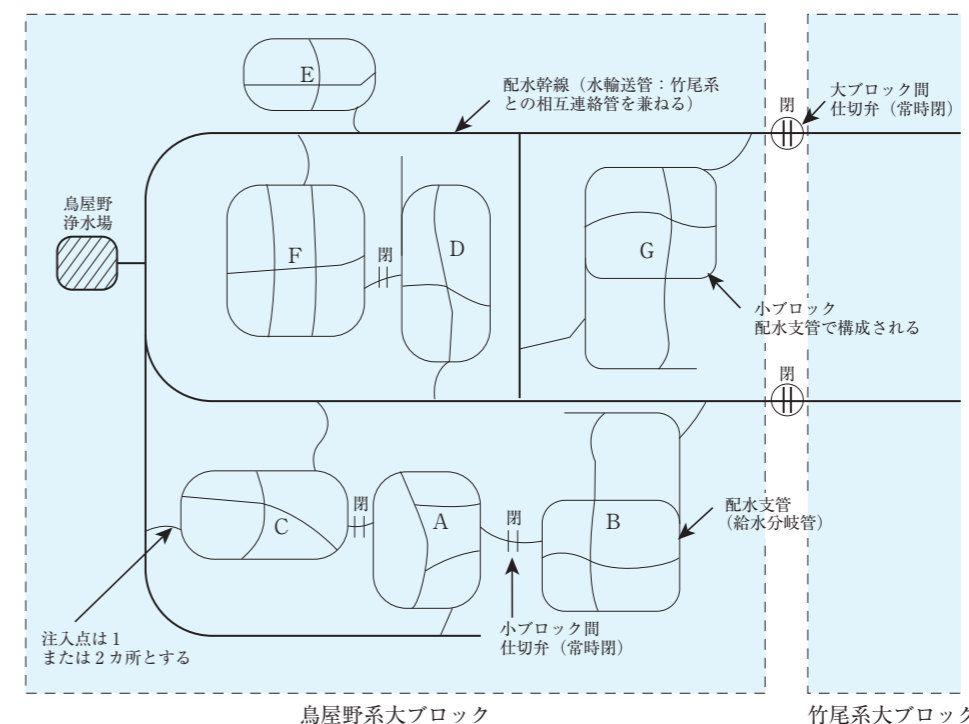 E
配水幹線（水輸送管：竹尾系
との相互連絡管を兼ねる）
閉
大ブロック間
仕切弁（常時閉）
鳥屋野
浄水場
F
閉
D
G
小ブロック
配水支管で構成される
閉
C
閉
A
閉
B
配水支管
（給水分岐管）
注入点は１
または２カ所とする
小ブロック間
仕切弁（常時閉）
鳥屋野系大ブロック
竹尾系大ブロック